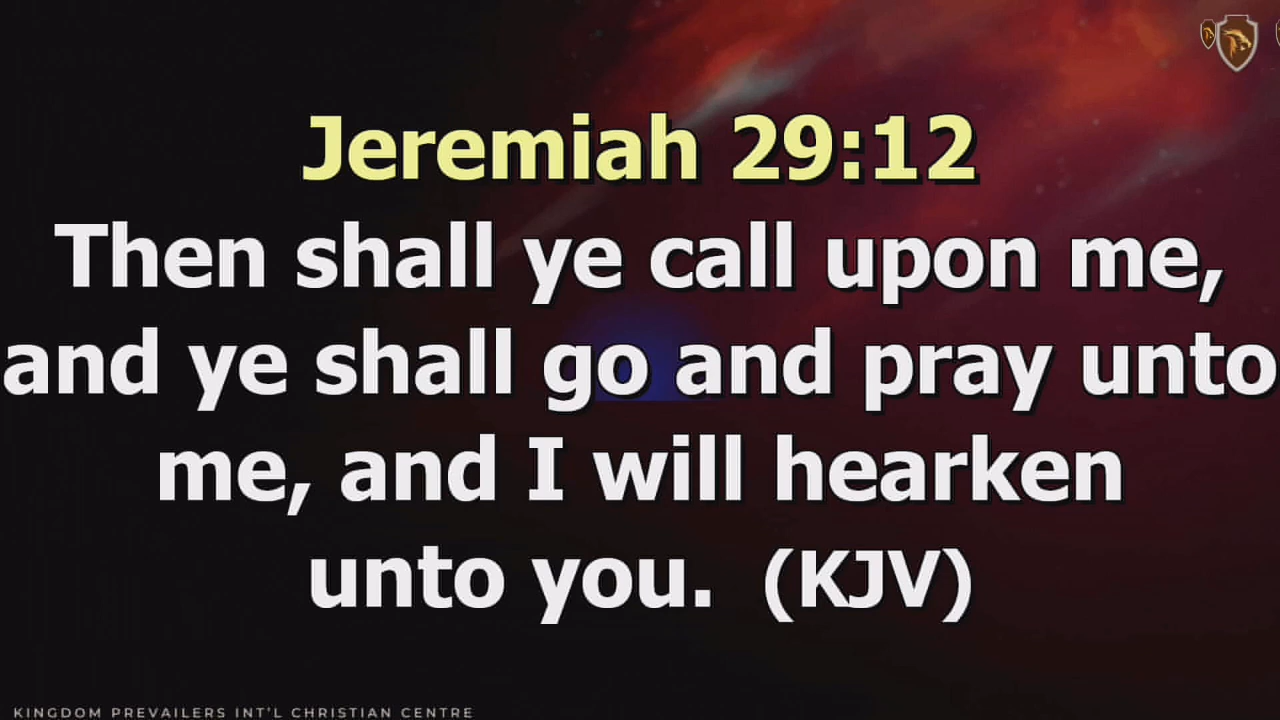 Jeremiah 29:12
Then shall ye call upon me,
and ye shall go and pray unto
me, and I will hearken
unto you. (KJV)
KINGDOM PREVAILERS INT'L CHRISTIAN CENTRE